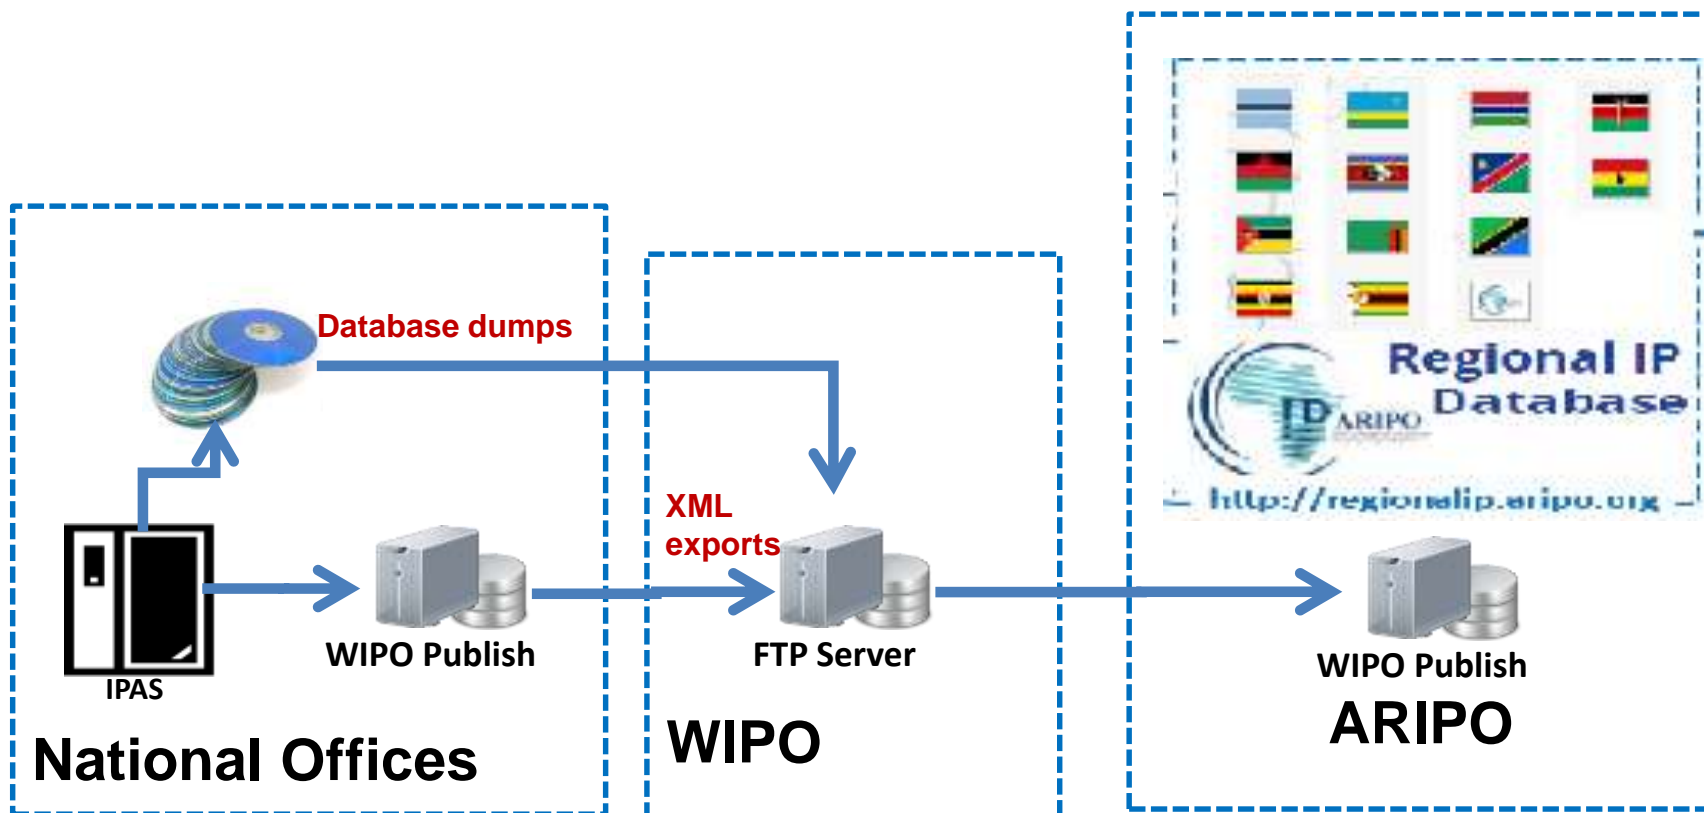 Database dumps
XML
exports
IPAS
WIPO Publish
FTP Server
National Offices
WIPO
Regional IP
Database
ARIPO
http://regionalip.aripo.org
WIPO Publish
ARIPO